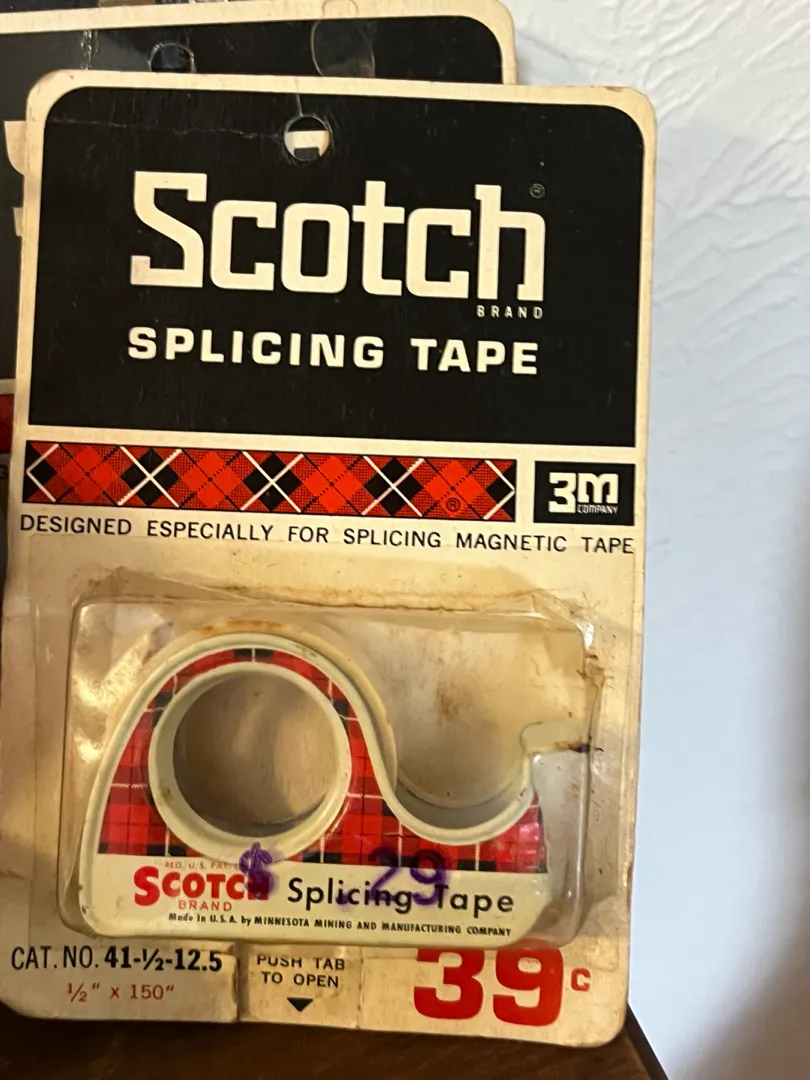 Scotch ®
BRAND
SPLICING TAPE
®
3M
COMPANY
DESIGNED ESPECIALLY FOR SPLICING MAGNETIC TAPE
REG. U.S. PAT.
$ .29
SCOTCH Splicing Tape
BRAND
Made in U.S.A. by MINNESOTA MINING AND MANUFACTURING COMPANY
CAT. NO. 41-½-12.5
½" x 150"
PUSH TAB
TO OPEN
39c